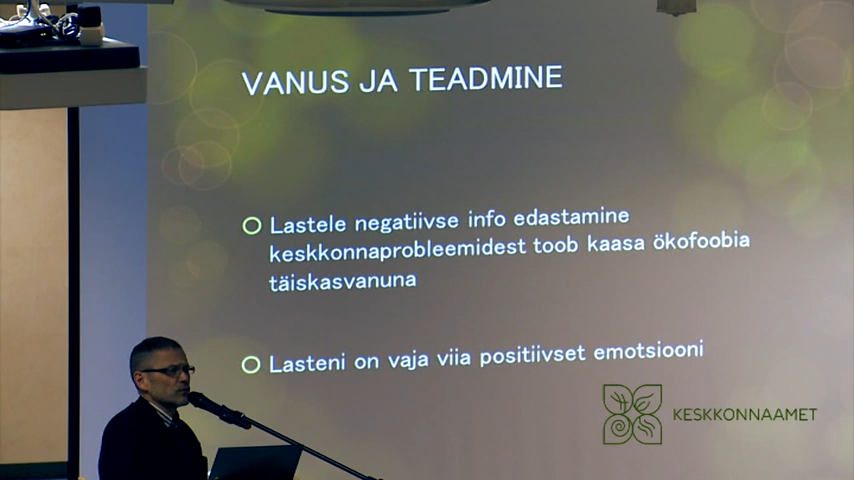 VANUS JA TEADMINE
Lastele negatiivse info edastamine
keskkonnaprobleemidest toob kaasa ökofoobia
täiskasvanuna
Lasteni on vaja viia positiivset emotsiooni
KESKKONNAAMET